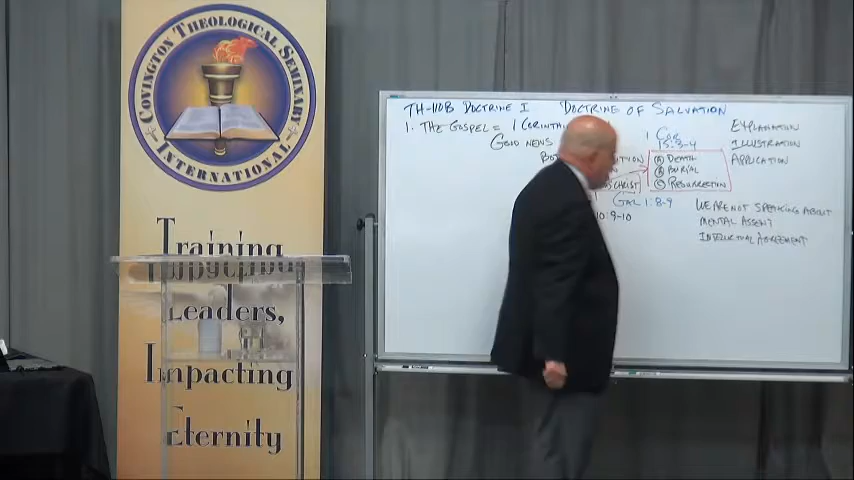 COVINGTON THEOLOGICAL SEMINARY
INTERNATIONAL
Training
Leaders,
Impacting
Eternity
TH-110B DOCTRINE I DOCTRINE OF SALVATION
1. THE GOSPEL = 1 CORINTH
GOOD NEWS
1 COR
15:3-4
A DEATH
B BURIAL
C RESURRECTION
CHRIST
GAL 1:8-9
10:9-10
EXPLANATION
ILLUSTRATION
APPLICATION
WE ARE NOT SPEAKING ABOUT
MENTAL ASSENT
INTELLECTUAL AGREEMENT